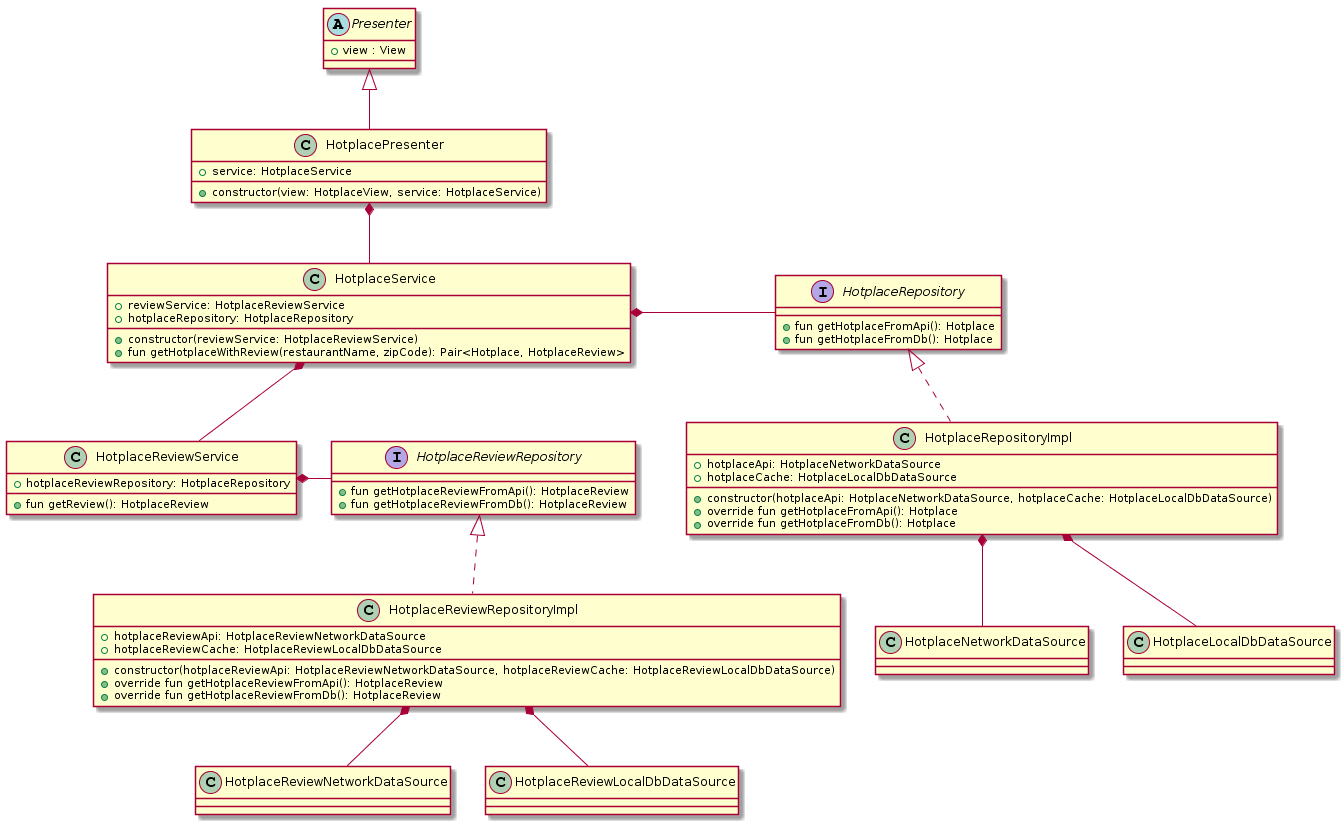 A Presenter
view : View
C HotplacePresenter
service: HotplaceService
constructor(view: HotplaceView, service: HotplaceService)
C HotplaceService
reviewService: HotplaceReviewService
hotplaceRepository: HotplaceRepository
constructor(reviewService: HotplaceReviewService)
fun getHotplaceWithReview(restaurantName, zipCode): Pair<Hotplace, HotplaceReview>
I HotplaceRepository
fun getHotplaceFromApi(): Hotplace
fun getHotplaceFromDb(): Hotplace
C HotplaceReviewService
hotplaceReviewRepository: HotplaceRepository
fun getReview(): HotplaceReview
I HotplaceReviewRepository
fun getHotplaceReviewFromApi(): HotplaceReview
fun getHotplaceReviewFromDb(): HotplaceReview
C HotplaceRepositoryImpl
hotplaceApi: HotplaceNetworkDataSource
hotplaceCache: HotplaceLocalDbDataSource
constructor(hotplaceApi: HotplaceNetworkDataSource, hotplaceCache: HotplaceLocalDbDataSource)
override fun getHotplaceFromApi(): Hotplace
override fun getHotplaceFromDb(): Hotplace
C HotplaceReviewRepositoryImpl
hotplaceReviewApi: HotplaceReviewNetworkDataSource
hotplaceReviewCache: HotplaceReviewLocalDbDataSource
constructor(hotplaceReviewApi: HotplaceReviewNetworkDataSource, hotplaceReviewCache: HotplaceReviewLocalDbDataSource)
override fun getHotplaceReviewFromApi(): HotplaceReview
override fun getHotplaceReviewFromDb(): HotplaceReview
C HotplaceNetworkDataSource
C HotplaceLocalDbDataSource
C HotplaceReviewNetworkDataSource
C HotplaceReviewLocalDbDataSource